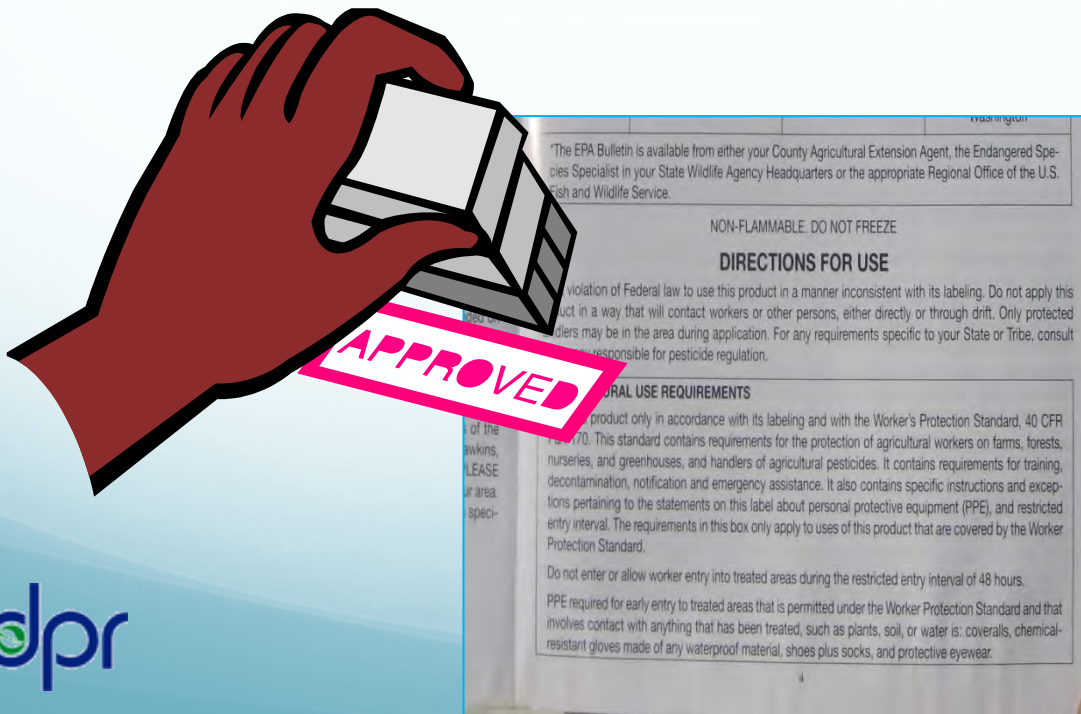 Washington
*The EPA Bulletin is available from either your County Agricultural Extension Agent, the Endangered Spe-
cies Specialist in your State Wildlife Agency Headquarters or the appropriate Regional Office of the U.S.
Fish and Wildlife Service.
NON-FLAMMABLE. DO NOT FREEZE
DIRECTIONS FOR USE
violation of Federal law to use this product in a manner inconsistent with its labeling. Do not apply this
uct in a way that will contact workers or other persons, either directly or through drift. Only protected
dlers may be in the area during application. For any requirements specific to your State or Tribe, consult
responsible for pesticide regulation.
APPROVED
ded on
RAL USE REQUIREMENTS
product only in accordance with its labeling and with the Worker's Protection Standard, 40 CFR
170. This standard contains requirements for the protection of agricultural workers on farms, forests,
nurseries, and greenhouses, and handlers of agricultural pesticides. It contains requirements for training,
decontamination, notification and emergency assistance. It also contains specific instructions and excep-
tions pertaining to the statements on this label about personal protective equipment (PPE), and restricted
entry interval. The requirements in this box only apply to uses of this product that are covered by the Worker
Protection Standard.
Do not enter or allow worker entry into treated areas during the restricted entry interval of 48 hours.
PPE required for early entry to treated areas that is permitted under the Worker Protection Standard and that
involves contact with anything that has been treated, such as plants, soil, or water is: coveralls, chemical-
resistant gloves made of any waterproof material, shoes plus socks, and protective eyewear.
of the
awkins,
LEASE
ur area.
speci-
dpr